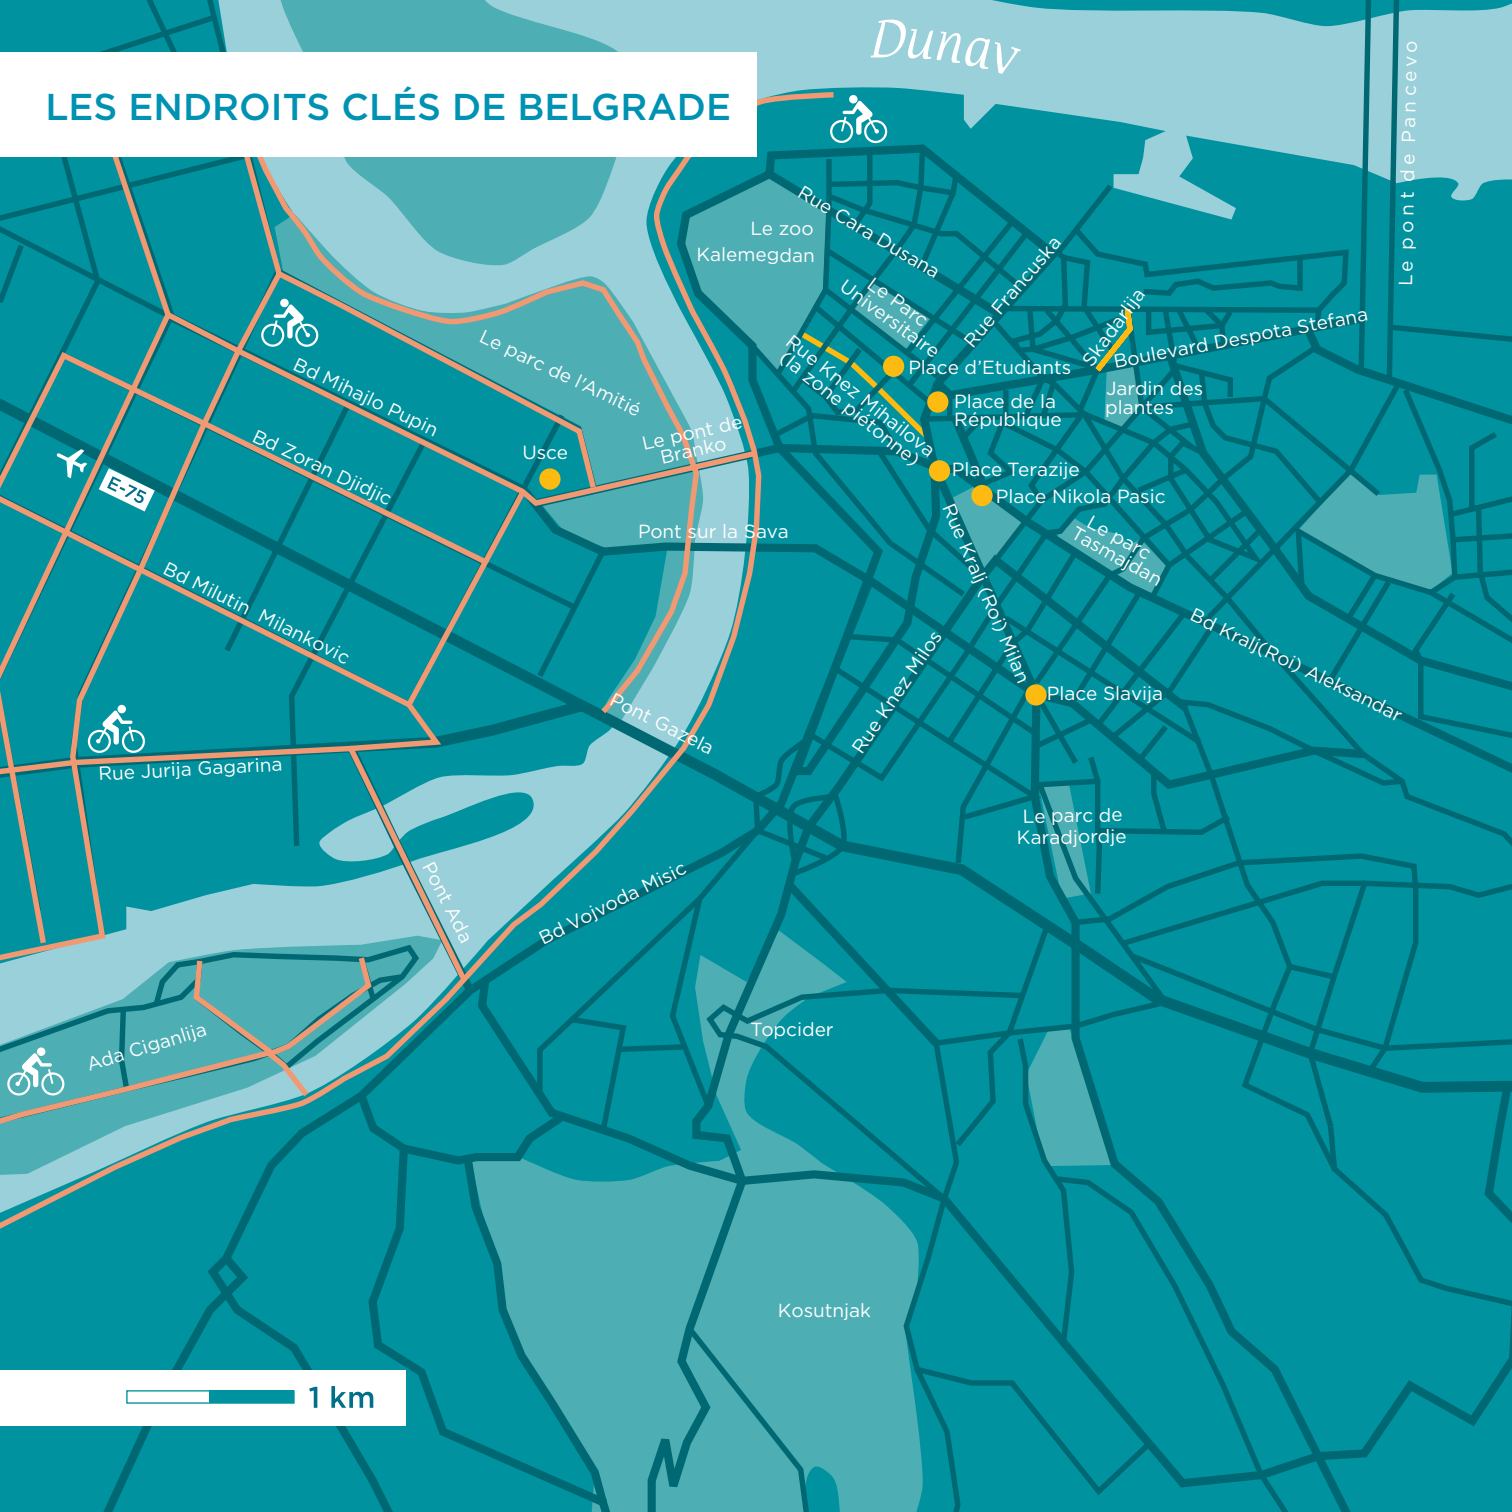 Dunav
LES ENDROITS CLÉS DE BELGRADE
Le pont de Pancevo
Rue Cara Dusana
Le zoo
Kalemegdan
Rue Francuska
Le Parc
Universitaire
Skadarlija
Boulevard Despota Stefana
Le parc de l'Amitié
Rue Knez Mihailova
(la zone piétonne)
Place d'Etudiants
Bd Mihajlo Pupin
Jardin des
plantes
Place de la
République
Le pont de
Branko
Bd Zoran Djidjic
Usce
Place Terazije
E-75
Place Nikola Pasic
Pont sur la Sava
Le parc
Tasmajdan
Rue Kralj (Roi) Milan
Bd Milutin Milankovic
Bd Kralj(Roi) Aleksandar
Rue Knez Milos
Place Slavija
Pont Gazela
Rue Jurija Gagarina
Le parc de
Karadjordje
Pont Ada
Bd Vojvoda Misic
Ada Ciganlija
Topcider
Kosutnjak
1 km